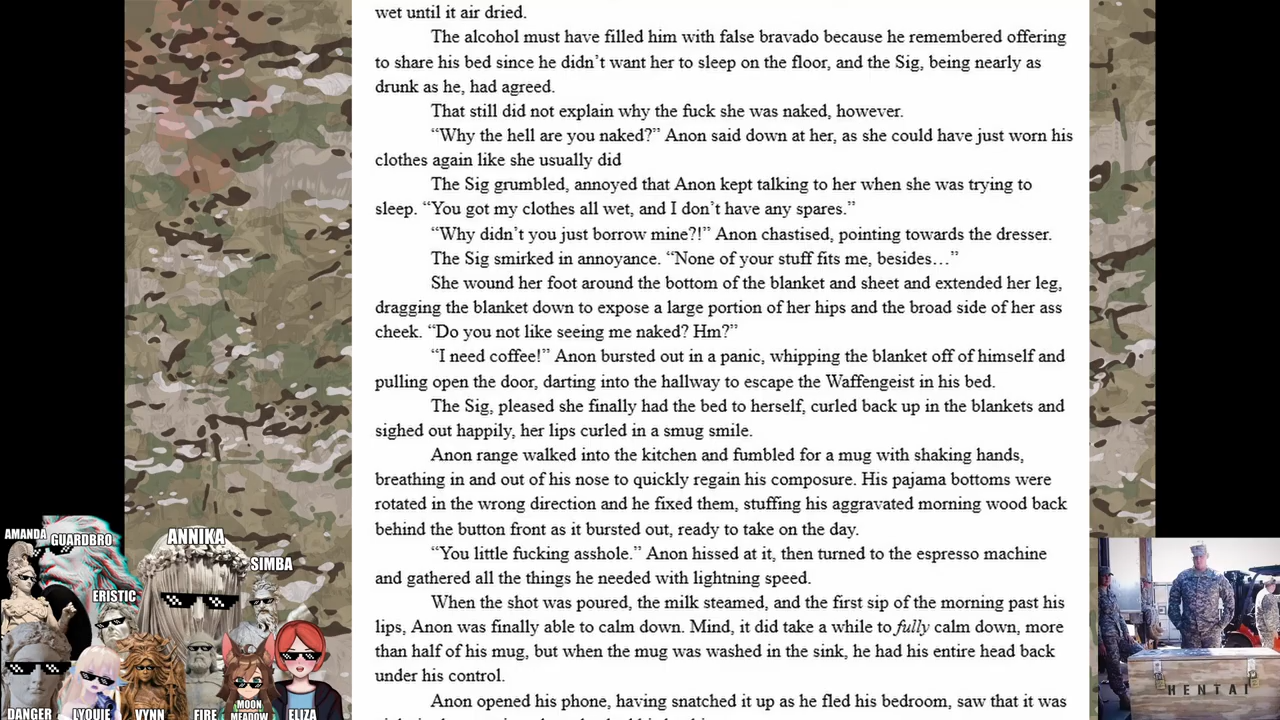 wet until it air dried.
The alcohol must have filled him with false bravado because he remembered offering
to share his bed since he didn’t want her to sleep on the floor, and the Sig, being nearly as
drunk as he, had agreed.
That still did not explain why the fuck she was naked, however.
“Why the hell are you naked?” Anon said down at her, as she could have just worn his
clothes again like she usually did
The Sig grumbled, annoyed that Anon kept talking to her when she was trying to
sleep. “You got my clothes all wet, and I don’t have any spares.”
“Why didn’t you just borrow mine?!” Anon chastised, pointing towards the dresser.
The Sig smirked in annoyance. “None of your stuff fits me, besides…”
She wound her foot around the bottom of the blanket and sheet and extended her leg,
dragging the blanket down to expose a large portion of her hips and the broad side of her ass
cheek. “Do you not like seeing me naked? Hm?”
“I need coffee!” Anon bursted out in a panic, whipping the blanket off of himself and
pulling open the door, darting into the hallway to escape the Waffengeist in his bed.
The Sig, pleased she finally had the bed to herself, curled back up in the blankets and
sighed out happily, her lips curled in a smug smile.
Anon range walked into the kitchen and fumbled for a mug with shaking hands,
breathing in and out of his nose to quickly regain his composure. His pajama bottoms were
rotated in the wrong direction and he fixed them, stuffing his aggravated morning wood back
behind the button front as it bursted out, ready to take on the day.
“You little fucking asshole.” Anon hissed at it, then turned to the espresso machine
and gathered all the things he needed with lightning speed.
When the shot was poured, the milk steamed, and the first sip of the morning past his
lips, Anon was finally able to calm down. Mind, it did take a while to fully calm down, more
than half of his mug, but when the mug was washed in the sink, he had his entire head back
under his control.
Anon opened his phone, having snatched it up as he fled his bedroom, saw that it was
AMANDA
GUARDBRO
ANNIKA
SIMBA
ERISTIC
DANGER
LYQUIE
VYNN
FIRE
MOON
MEADOW
ELIZA
HENTAI